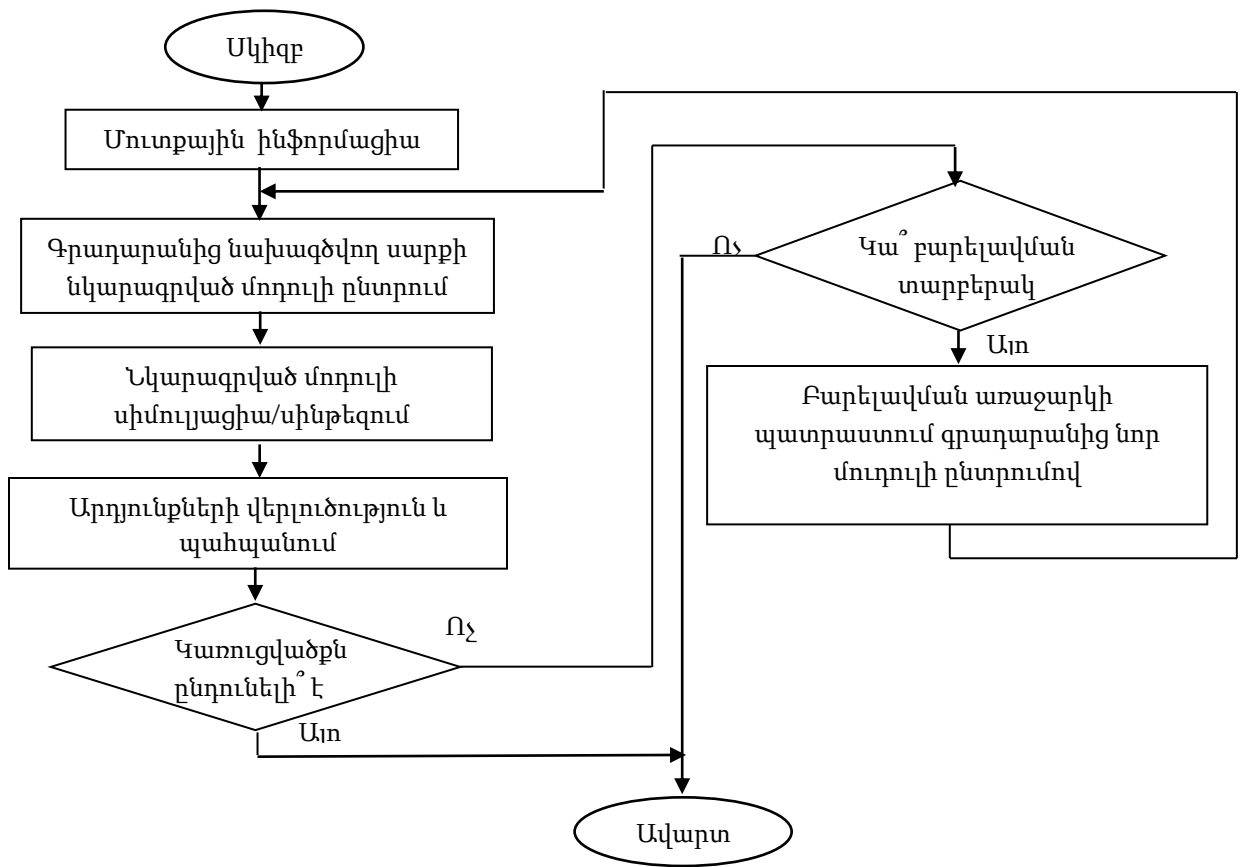 Սկիզբ
Մուտքային ինֆորմացիա
Գրադարանից նախագծվող սարքի
նկարագրված մոդուլի ընտրում
Նկարագրված մոդուլի
սիմուլյացիա/սինթեզում
Արդյունքների վերլուծություն և
պահպանում
Կառուցվածքն
ընդունելի՞ է
Ոչ
Այո
Կա՞ բարելավման
տարբերակ
Ոչ
Այո
Բարելավման առաջարկի
պատրաստում գրադարանից նոր
մուդուլի ընտրումով
Ավարտ